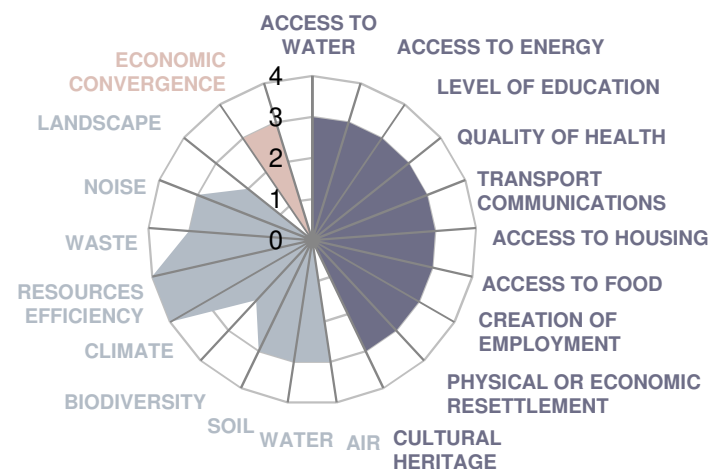 ACCESS TO
WATER
ACCESS TO ENERGY
LEVEL OF EDUCATION
QUALITY OF HEALTH
TRANSPORT
COMMUNICATIONS
ACCESS TO HOUSING
ACCESS TO FOOD
CREATION OF
EMPLOYMENT
PHYSICAL OR ECONOMIC
RESETTLEMENT
CULTURAL
HERITAGE
AIR
WATER
SOIL
BIODIVERSITY
CLIMATE
RESOURCES
EFFICIENCY
WASTE
NOISE
LANDSCAPE
ECONOMIC
CONVERGENCE
4
3
2
1
0